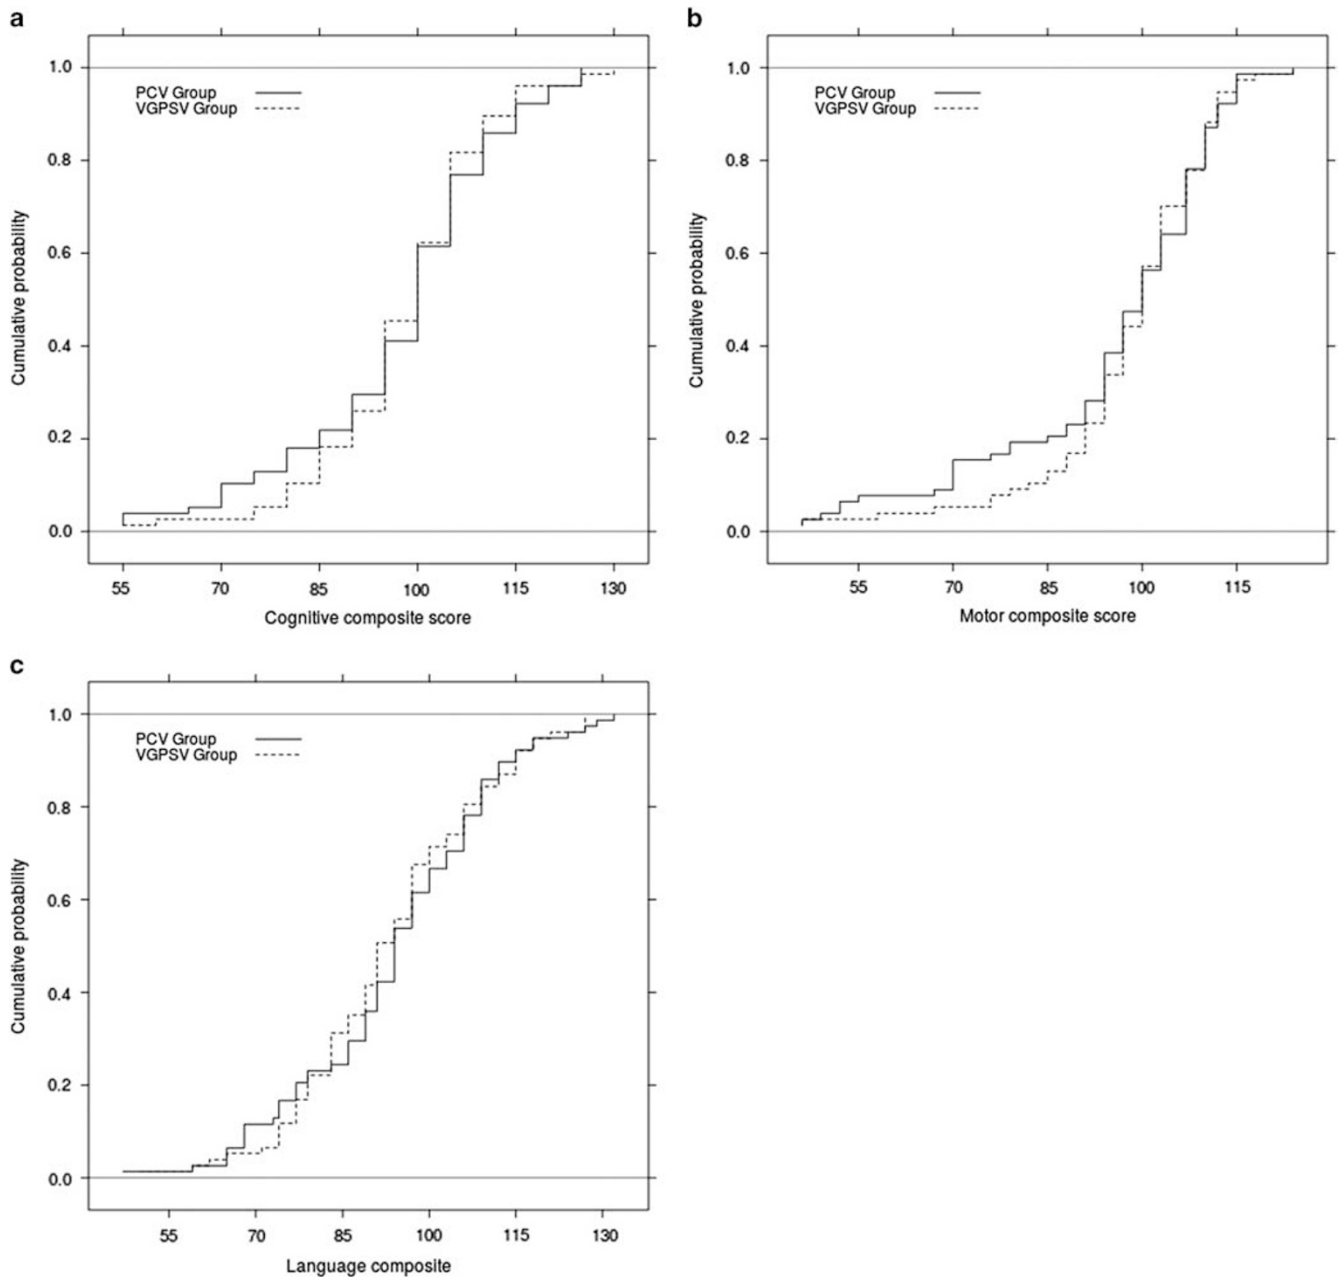 a
1.0
PCV Group
VGPSV Group
0.8
0.6
0.4
0.2
0.0
Cumulative probability
55 70 85 100 115 130
Cognitive composite score
b
1.0
PCV Group
VGPSV Group
0.8
0.6
0.4
0.2
0.0
Cumulative probability
55 70 85 100 115
Motor composite score
c
1.0
PCV Group
VGPSV Group
0.8
0.6
0.4
0.2
0.0
Cumulative probability
55 70 85 100 115 130
Language composite